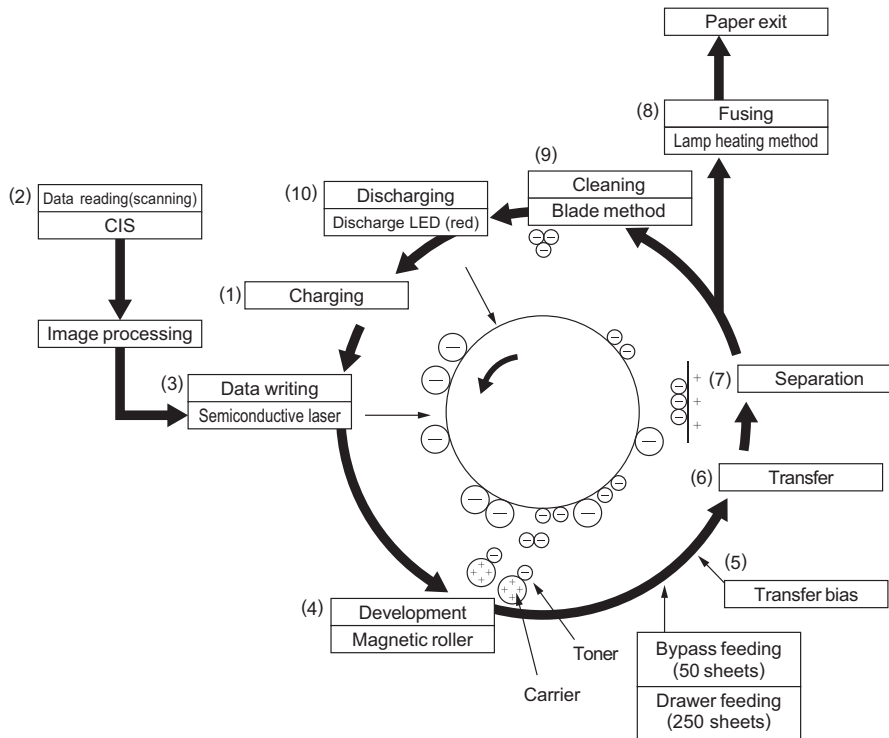 Paper exit
(8)
Fusing
Lamp heating method
(9)
Cleaning
Blade method
(10)
Discharging
Discharge LED (red)
(2)
Data reading(scanning)
CIS
(1)
Charging
Image processing
(3)
Data writing
Semiconductive laser
(7)
Separation
(6)
Transfer
(5)
Transfer bias
(4)
Development
Magnetic roller
Toner
Carrier
Bypass feeding
(50 sheets)
Drawer feeding
(250 sheets)